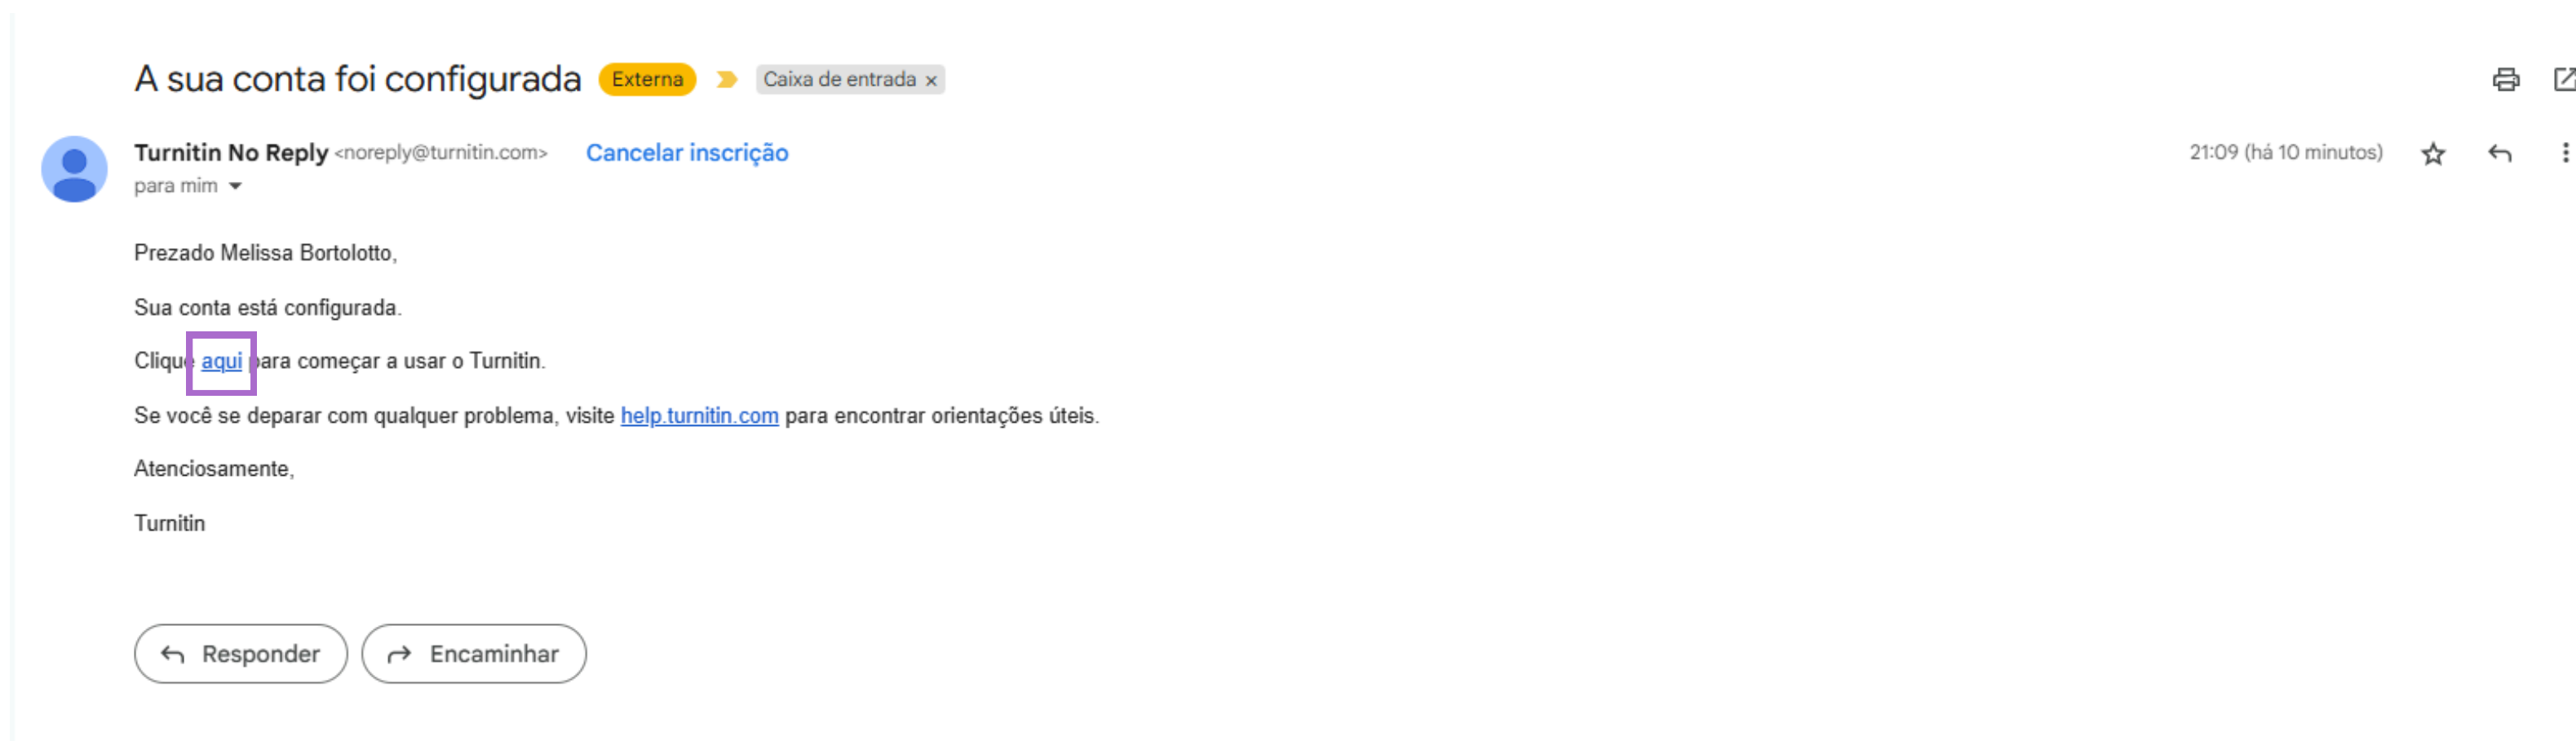 A sua conta foi configurada Externa Caixa de entrada ×
Turnitin No Reply <noreply@turnitin.com> Cancelar inscrição 21:09 (há 10 minutos)
para mim
Prezado Melissa Bortolotto,
Sua conta está configurada.
Clique aqui para começar a usar o Turnitin.
Se você se deparar com qualquer problema, visite help.turnitin.com para encontrar orientações úteis.
Atenciosamente,
Turnitin
Responder Encaminhar